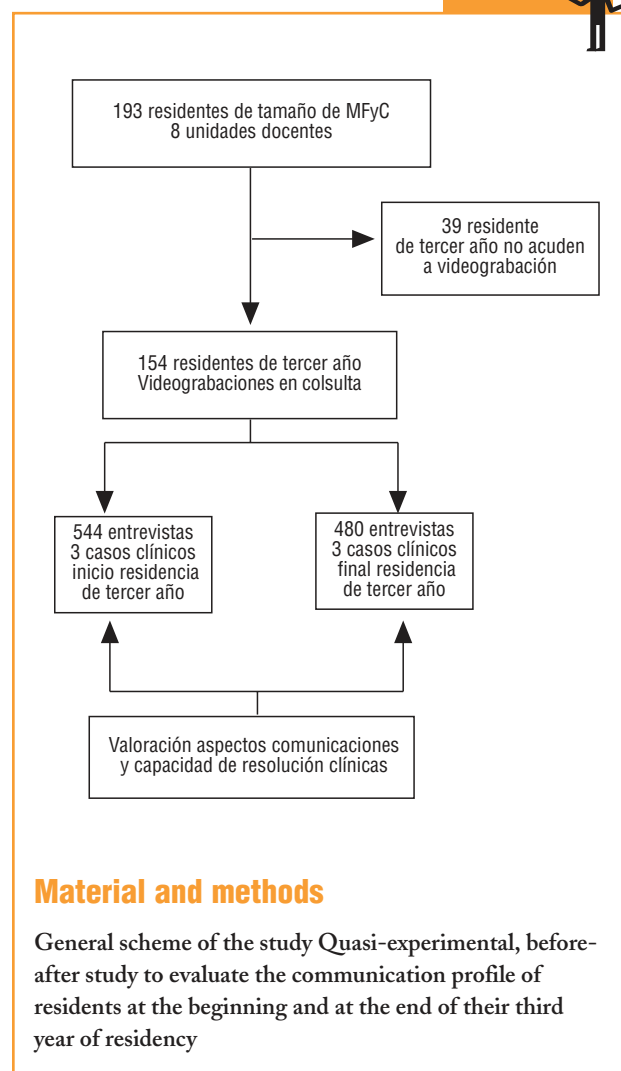 193 residentes de tamaño de MFyC
8 unidades docentes
39 residente
de tercer año no acuden
a videograbación
154 residentes de tercer año
Videograbaciones en colsulta
544 entrevistas
3 casos clínicos
inicio residencia
de tercer año
480 entrevistas
3 casos clínicos
final residencia
de tercer año
Valoración aspectos comunicaciones
y capacidad de resolución clínicas
Material and methods
General scheme of the study Quasi-experimental, before-
after study to evaluate the communication profile of
residents at the beginning and at the end of their third
year of residency